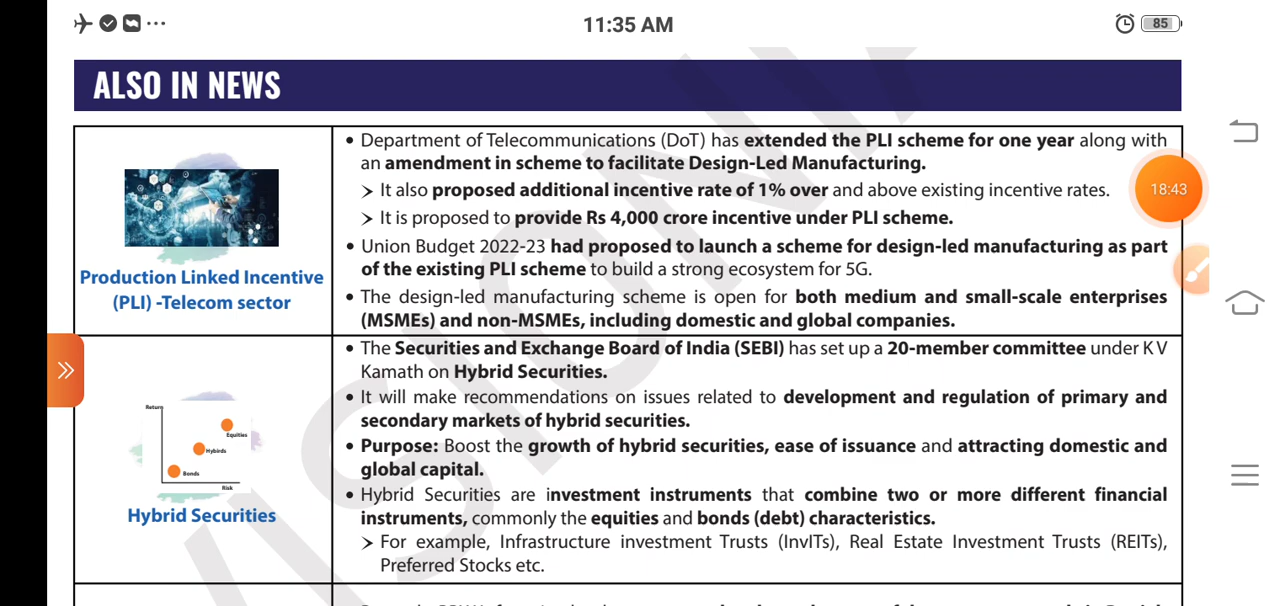 11:35 AM
85
ALSO IN NEWS
Production Linked Incentive
(PLI) -Telecom sector
• Department of Telecommunications (DoT) has extended the PLI scheme for one year along with
an amendment in scheme to facilitate Design-Led Manufacturing.
➢ It also proposed additional incentive rate of 1% over and above existing incentive rates.
➢ It is proposed to provide Rs 4,000 crore incentive under PLI scheme.
• Union Budget 2022-23 had proposed to launch a scheme for design-led manufacturing as part
of the existing PLI scheme to build a strong ecosystem for 5G.
• The design-led manufacturing scheme is open for both medium and small-scale enterprises
(MSMEs) and non-MSMEs, including domestic and global companies.
18:43
Return
Equities
Hybirds
Bonds
Risk
Hybrid Securities
• The Securities and Exchange Board of India (SEBI) has set up a 20-member committee under K V
Kamath on Hybrid Securities.
• It will make recommendations on issues related to development and regulation of primary and
secondary markets of hybrid securities.
• Purpose: Boost the growth of hybrid securities, ease of issuance and attracting domestic and
global capital.
• Hybrid Securities are investment instruments that combine two or more different financial
instruments, commonly the equities and bonds (debt) characteristics.
➢ For example, Infrastructure investment Trusts (InvITs), Real Estate Investment Trusts (REITs),
Preferred Stocks etc.